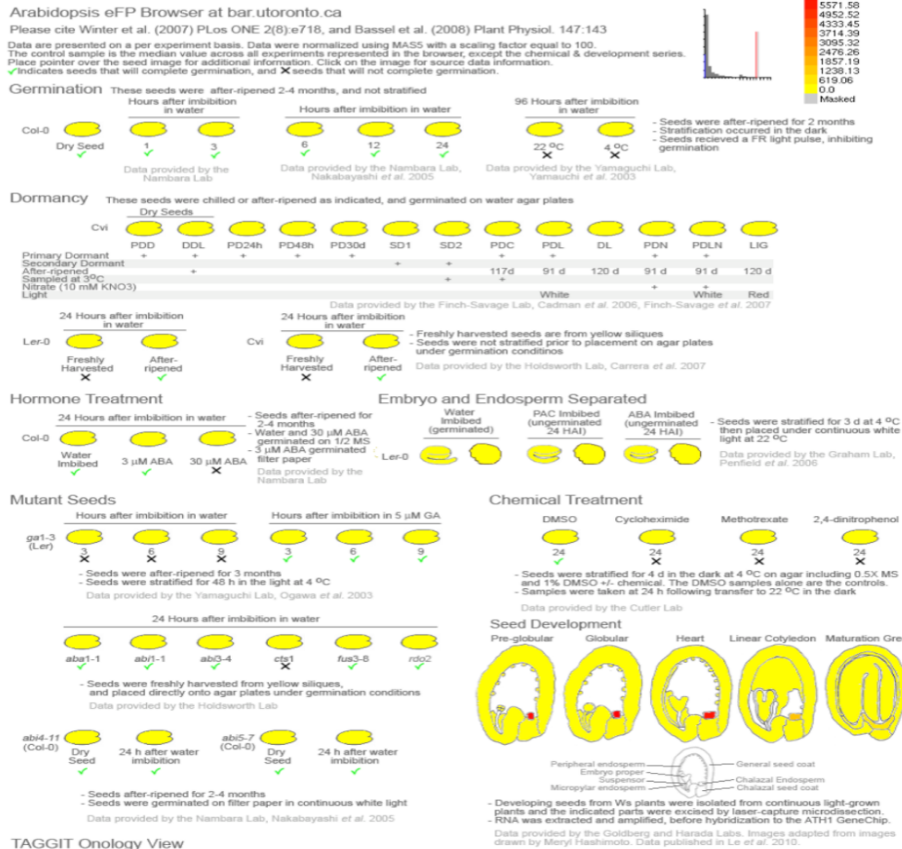 Arabidopsis eFP Browser at bar.utoronto.ca
Please cite Winter et al. (2007) PLos ONE 2(8):e718, and Bassel et al. (2008) Plant Physiol. 147:143
Data are presented on a per experiment basis. Data were normalized using MAS5 with a scaling factor equal to 100.
The control sample is the median value across all experiments represented in the browser, except the chemical & development series.
Place pointer over the seed image for additional information. Click on the image for source data information.
✓Indicates seeds that will complete germination, and ✕ seeds that will not complete germination.
5571.58
4952.52
4333.45
3714.39
3095.32
2476.26
1857.19
1238.13
619.06
0.0
Masked
Germination These seeds were after-ripened 2-4 months, and not stratified
Hours after imbibition in water
Hours after imbibition in water
96 Hours after imbibition in water
Col-0
Dry Seed 1 3 6 12 24 22 ºC 4 ºC
✓ ✓ ✓ ✓ ✓ ✓ ✕ ✕
- Seeds were after-ripened for 2 months
- Stratification occurred in the dark
- Seeds recieved a FR light pulse, inhibiting
germination
Data provided by the
Nambara Lab
Data provided by the Nambara Lab,
Nakabayashi et al. 2005
Data provided by the Yamaguchi Lab,
Yamauchi et al. 2003
Dormancy These seeds were chilled or after-ripened as indicated, and germinated on water agar plates
Dry Seeds
Cvi
PDD DDL PD24h PD48h PD30d SD1 SD2 PDC PDL DL PDN PDLN LIG
Primary Dormant + + + + + + + + +
Secondary Dormant + +
After-ripened + 117d 91 d 120 d 91 d 91 d 120 d
Sampled at 3ºC + +
Nitrate (10 mM KNO3) + +
Light White White Red
Data provided by the Finch-Savage Lab, Cadman et al. 2006, Finch-Savage et al. 2007
24 Hours after imbibition
in water
24 Hours after imbibition
in water
Ler-0
Cvi
Freshly
Harvested
✕
After-
ripened
✓
Freshly
Harvested
✕
After-
ripened
✓
- Freshly harvested seeds are from yellow siliques
- Seeds were not stratified prior to placement on agar plates
under germination conditinos
Data provided by the Holdsworth Lab, Carrera et al. 2007
Hormone Treatment
24 Hours after imbibition in water
Col-0
Water
Imbibed
✓
3 µM ABA
✓
30 µM ABA
✕
- Seeds after-ripened for
2-4 months
- Water and 30 µM ABA
germinated on 1/2 MS
- 3 µM ABA germinated
filter paper
Data provided by the
Nambara Lab
Embryo and Endosperm Separated
Water
Imbibed
(germinated)
PAC Imbibed
(ungerminated
24 HAI)
ABA Imbibed
(ungerminated
24 HAI)
Ler-0
- Seeds were stratified for 3 d at 4 ºC
then placed under continuous white
light at 22 ºC
Data provided by the Graham Lab,
Penfield et al. 2006
Mutant Seeds
Hours after imbibition in water
Hours after imbibition in 5 µM GA
ga1-3
(Ler)
3 6 9 3 6 9
✕ ✕ ✕ ✓ ✓ ✓
- Seeds were after-ripened for 3 months
- Seeds were stratified for 48 h in the light at 4 ºC
Data provided by the Yamaguchi Lab, Ogawa et al. 2003
24 Hours after imbibition in water
aba1-1 abi1-1 abi3-4 cts1 fus3-8 rdo2
✓ ✓ ✓ ✕ ✓ ✓
- Seeds were freshly harvested from yellow siliques,
and placed directly onto agar plates under germination conditions
Data provided by the Holdsworth Lab
abi4-11
(Col-0)
Dry
Seed
✓
24 h after water
imbibition
✓
abi5-7
(Col-0)
Dry
Seed
✓
24 h after water
imbibition
✓
- Seeds after-ripened for 2-4 months
- Seeds were germinated on filter paper in continuous white light
Data provided by the Nambara Lab, Nakabayashi et al. 2005
Chemical Treatment
DMSO Cycloheximide Methotrexate 2,4-dinitrophenol
24 24 24 24
✓ ✕ ✕ ✕
- Seeds were stratified for 4 d in the dark at 4 ºC on agar including 0.5X MS
and 1% DMSO +/- chemical. The DMSO samples alone are the controls.
- Samples were taken at 24 h following transfer to 22 ºC in the dark
Data provided by the Cutler Lab
Seed Development
Pre-globular Globular Heart Linear Cotyledon Maturation Gre
Peripheral endosperm
Embryo proper
Suspensor
Micropylar endosperm
General seed coat
Chalazal Endosperm
Chalazal seed coat
- Developing seeds from Ws plants were isolated from continuous light-grown
plants and the indicated parts were excised by laser-capture microdissection.
- RNA was extracted and amplified, before hybridization to the ATH1 GeneChip.
Data provided by the Goldberg and Harada Labs. Images adapted from images
drawn by Meryl Hashimoto. Data published in Le et al. 2010.
TAGGIT Onology View